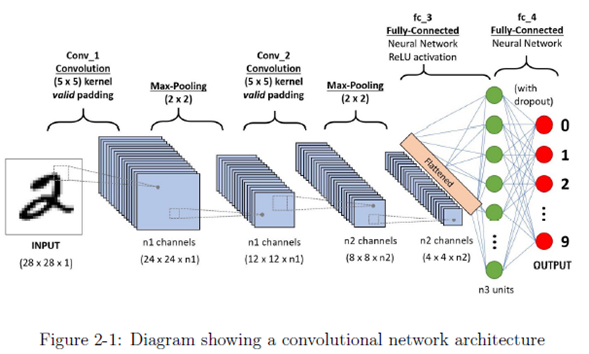 Conv_1
Convolution
(5 x 5) kernel
valid padding
Max-Pooling
(2 x 2)
Conv_2
Convolution
(5 x 5) kernel
valid padding
Max-Pooling
(2 x 2)
fc_3
Fully-Connected
Neural Network
ReLU activation
fc_4
Fully-Connected
Neural Network
(with
dropout)
2
INPUT
(28 x 28 x 1)
n1 channels
(24 x 24 x n1)
n1 channels
(12 x 12 x n1)
n2 channels
(8 x 8 x n2)
n2 channels
(4 x 4 x n2)
Flattened
n3 units
0
1
2
9
OUTPUT
Figure 2-1: Diagram showing a convolutional network architecture